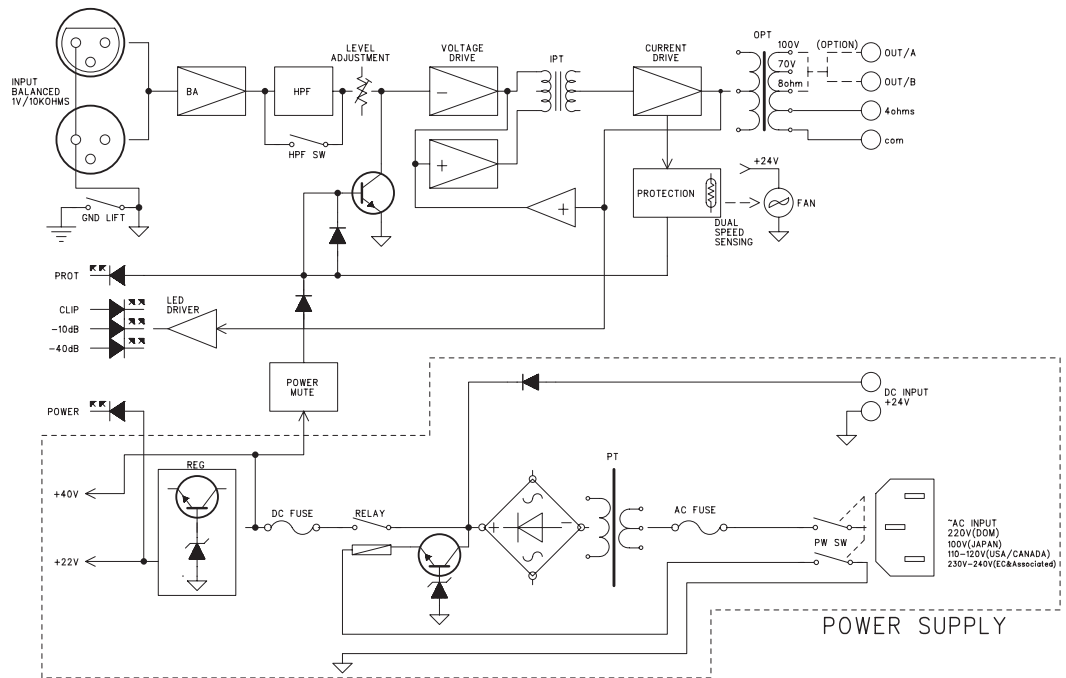 INPUT
BALANCED
1V/10KOHMS
BA
HPF
HPF SW
GND LIFT
LEVEL
ADJUSTMENT
VOLTAGE
DRIVE
−
+
IPT
CURRENT
DRIVE
OPT
100V
(OPTION)
70V
8ohm
OUT/A
OUT/B
4ohms
com
+
PROTECTION
DUAL
SPEED
SENSING
+24V
FAN
PROT
CLIP
−10dB
−40dB
LED
DRIVER
POWER
MUTE
POWER
DC INPUT
+24V
REG
+40V
+22V
DC FUSE
RELAY
+
−
PT
AC FUSE
PW SW
~AC INPUT
220V(DOM)
100V(JAPAN)
110−120V(USA/CANADA)
230V−240V(EC&Associated)
POWER SUPPLY